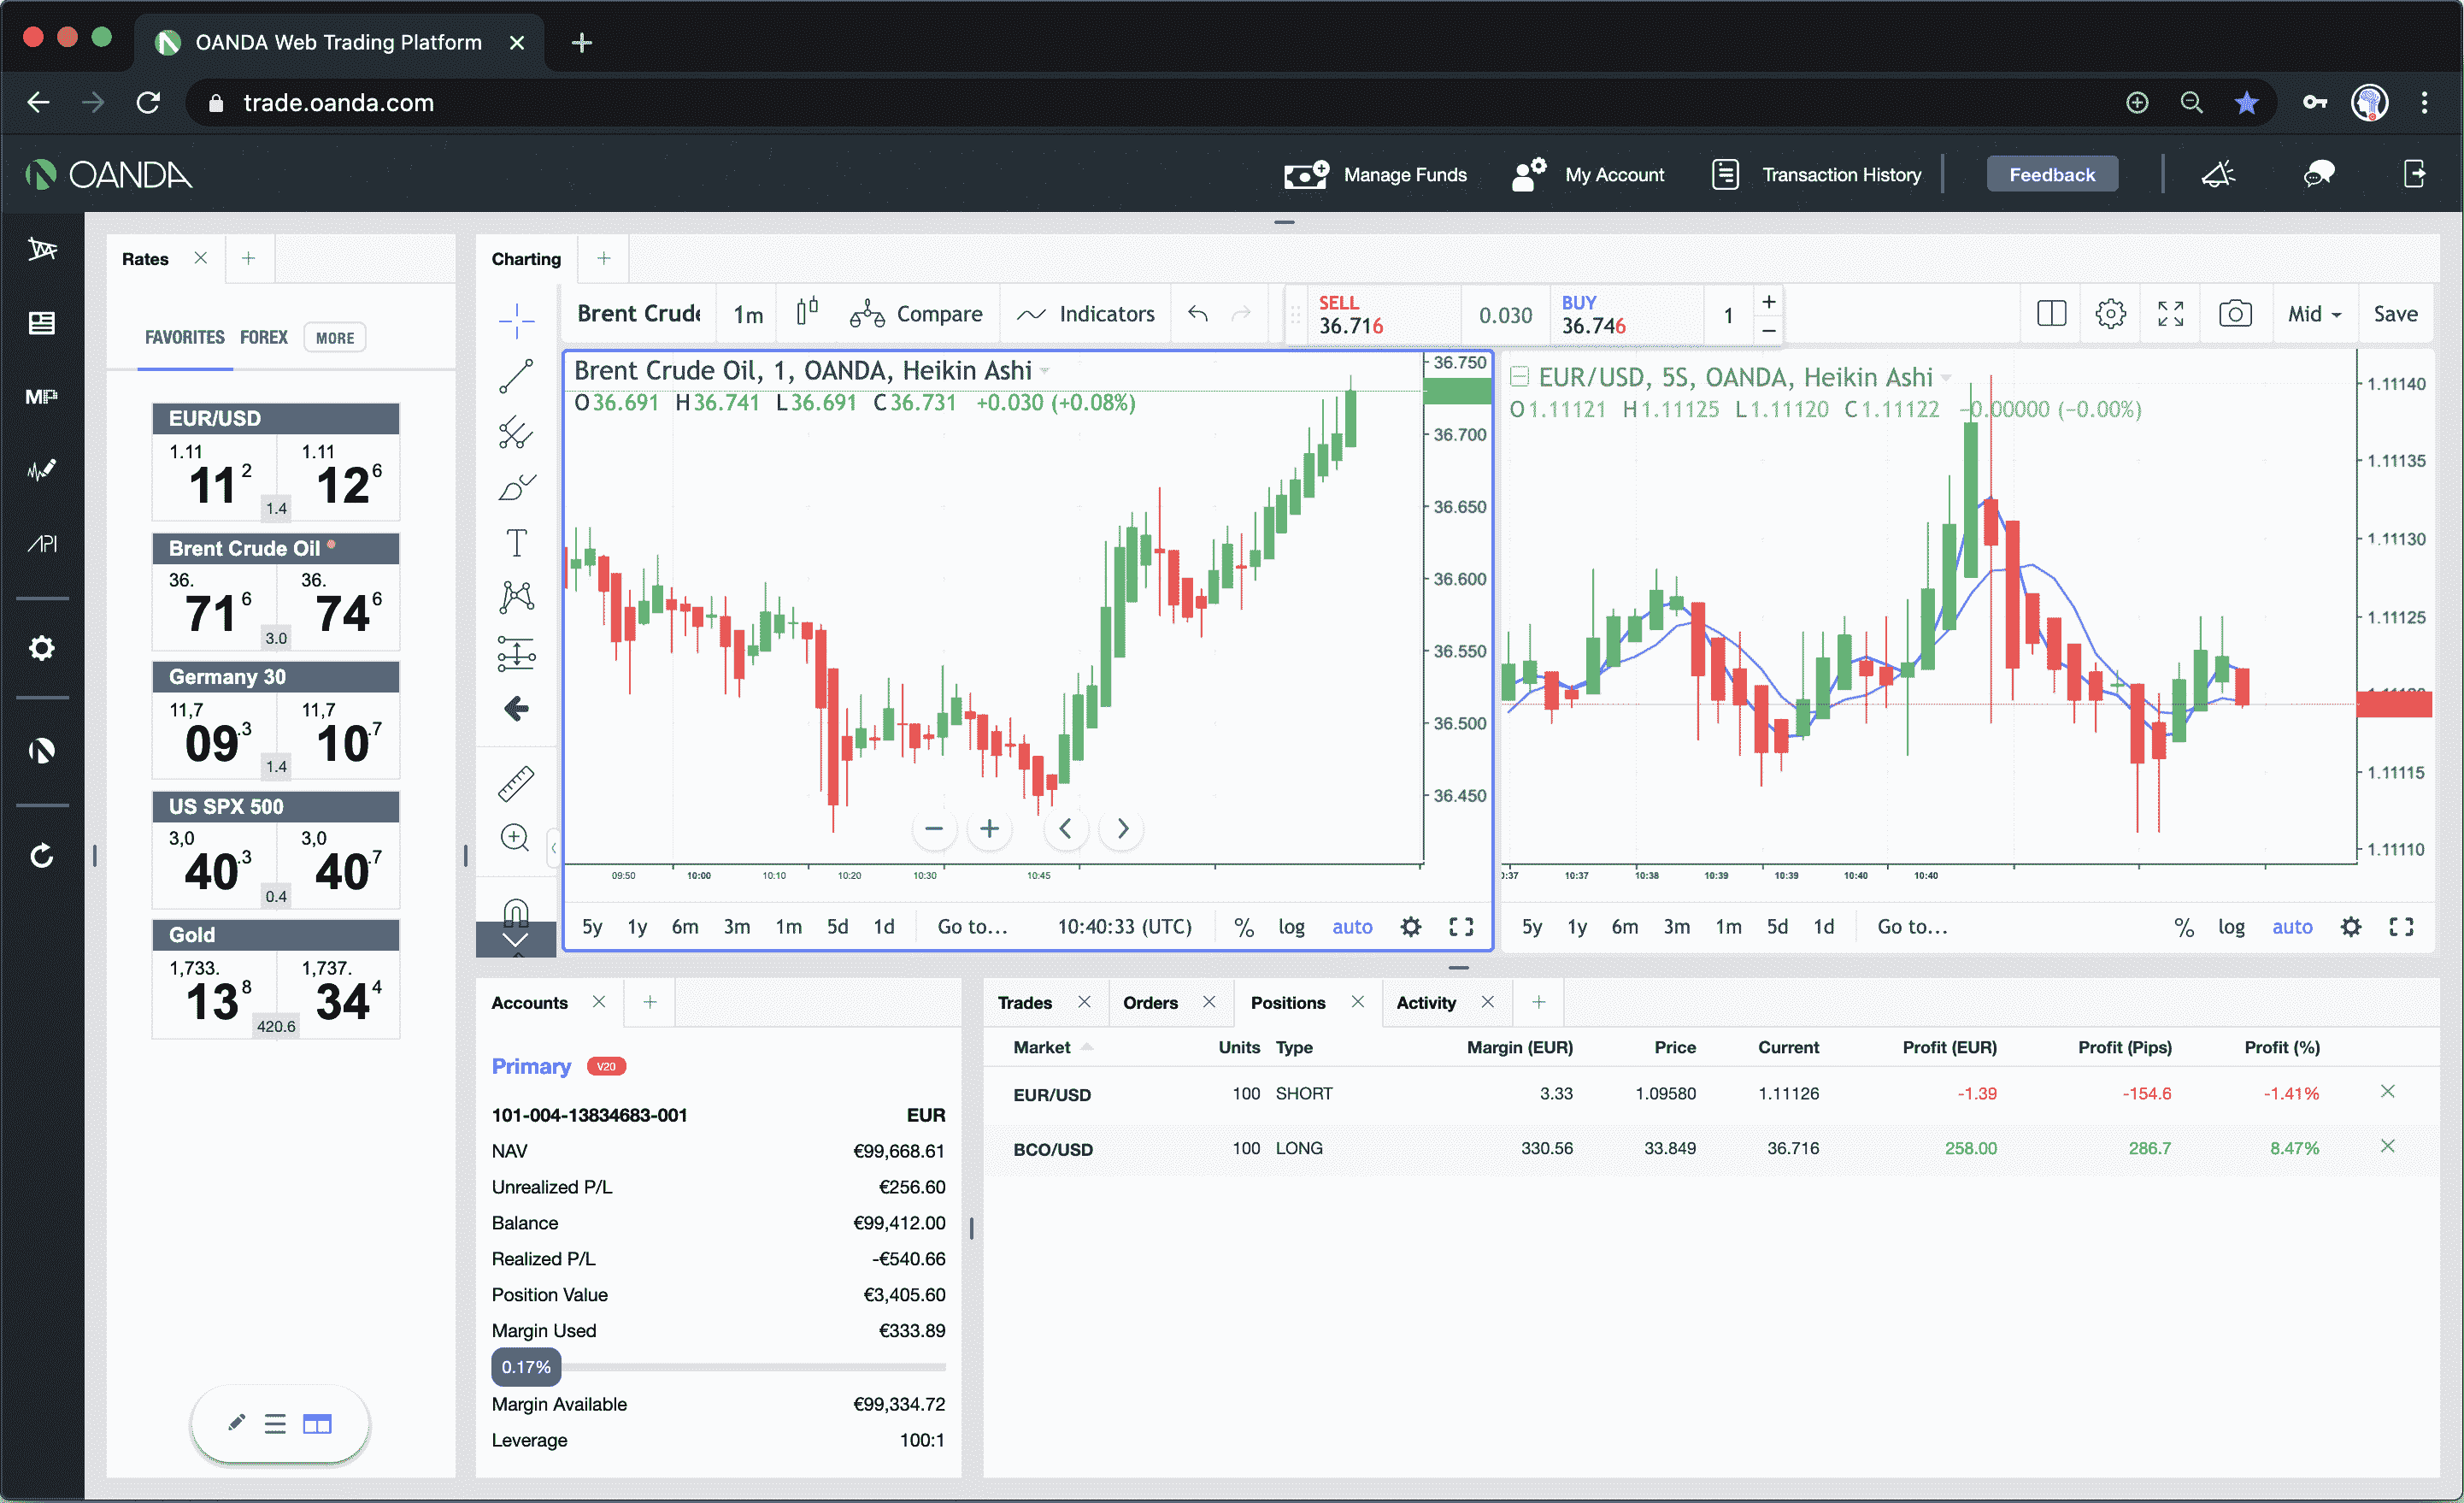 OANDA Web Trading Platform
trade.oanda.com
OANDA
Manage Funds
My Account
Transaction History
Feedback
Rates
FAVORITES FOREX MORE
EUR/USD
1.11 1.11
11 2 12 6
1.4
Brent Crude Oil
36. 36.
71 6 74 6
3.0
Germany 30
11,7 11,7
09 .3 10 .7
1.4
US SPX 500
3,0 3,0
40 .3 40 .7
0.4
Gold
1,733. 1,737.
13 8 34 4
420.6
MP
API
Charting
Brent Crude 1m Compare Indicators
SELL 36.716
0.030
BUY 36.746
1
Mid Save
Brent Crude Oil, 1, OANDA, Heikin Ashi
O 36.691 H 36.741 L 36.691 C 36.731 +0.030 (+0.08%)
36.750
36.700
36.650
36.600
36.550
36.500
36.450
09:50 10:00 10:10 10:20 10:30 10:45
5y 1y 6m 3m 1m 5d 1d Go to... 10:40:33 (UTC) % log auto
EUR/USD, 5S, OANDA, Heikin Ashi
O 1.11121 H 1.11125 L 1.11120 C 1.11122 −0.00000 (−0.00%)
1.11140
1.11135
1.11130
1.11125
1.11115
1.11110
10:37 10:38 10:39 10:39 10:40 10:40
5y 1y 6m 3m 1m 5d 1d Go to... % log auto
Accounts
Primary V20
101-004-13834683-001 EUR
NAV €99,668.61
Unrealized P/L €256.60
Balance €99,412.00
Realized P/L -€540.66
Position Value €3,405.60
Margin Used €333.89
0.17%
Margin Available €99,334.72
Leverage 100:1
Trades Orders Positions Activity
Market Units Type Margin (EUR) Price Current Profit (EUR) Profit (Pips) Profit (%)
EUR/USD 100 SHORT 3.33 1.09580 1.11126 -1.39 -154.6 -1.41%
BCO/USD 100 LONG 330.56 33.849 36.716 258.00 286.7 8.47%